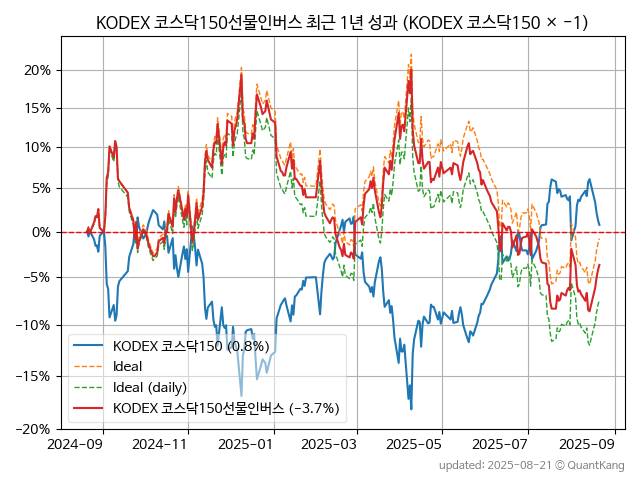 KODEX 코스닥150선물인버스 최근 1년 성과 (KODEX 코스닥150 × −1)
20%
15%
10%
5%
0%
−5%
−10%
−15%
−20%
KODEX 코스닥150 (0.8%)
Ideal
Ideal (daily)
KODEX 코스닥150선물인버스 (−3.7%)
2024-09
2024-11
2025-01
2025-03
2025-05
2025-07
2025-09
updated: 2025-08-21 © QuantKang